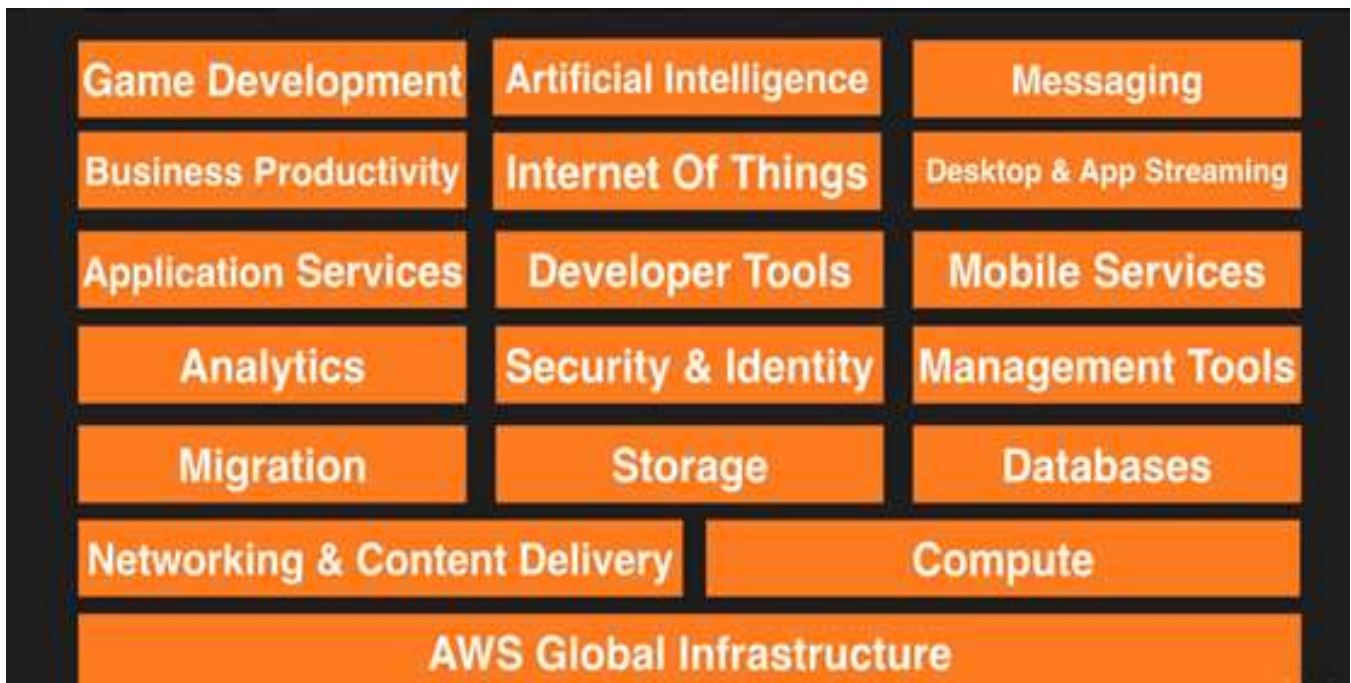 Game Development
Artificial Intelligence
Messaging
Business Productivity
Internet Of Things
Desktop & App Streaming
Application Services
Developer Tools
Mobile Services
Analytics
Security & Identity
Management Tools
Migration
Storage
Databases
Networking & Content Delivery
Compute
AWS Global Infrastructure